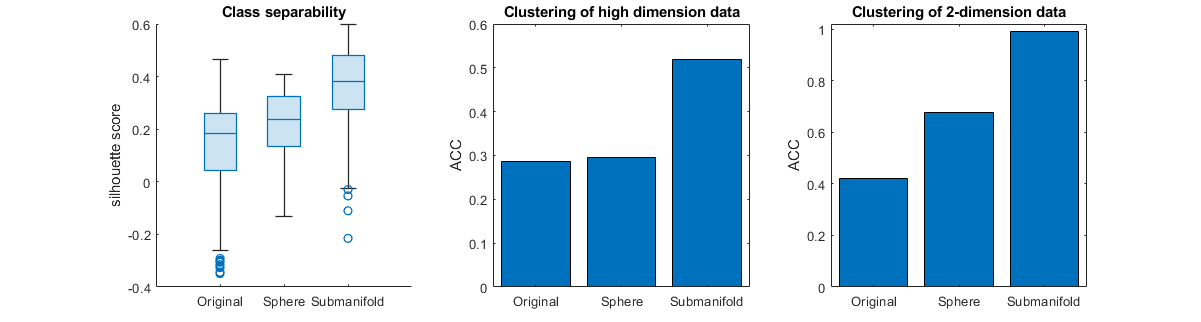 Class separability
silhouette score
0.6
0.4
0.2
0
-0.2
-0.4
Original Sphere Submanifold
Clustering of high dimension data
ACC
0.6
0.5
0.4
0.3
0.2
0.1
0
Original Sphere Submanifold
Clustering of 2-dimension data
ACC
1
0.8
0.6
0.4
0.2
0
Original Sphere Submanifold